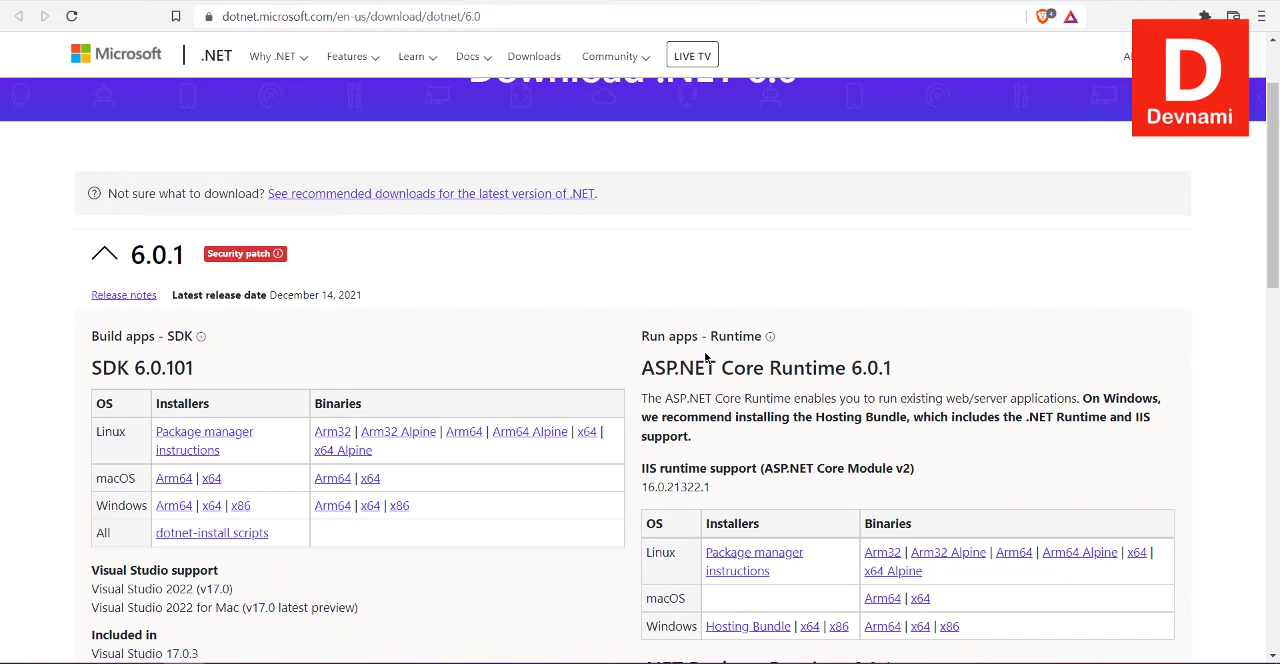 dotnet.microsoft.com/en-us/download/dotnet/6.0
4
Microsoft | .NET Why .NET Features Learn Docs Downloads Community LIVE TV
D
Devnami
Download .NET 6.0
Not sure what to download? See recommended downloads for the latest version of .NET.
6.0.1 Security patch
Release notes Latest release date December 14, 2021
Build apps - SDK
SDK 6.0.101
OS Installers Binaries
Linux Package manager instructions Arm32 | Arm32 Alpine | Arm64 | Arm64 Alpine | x64 | x64 Alpine
macOS Arm64 | x64 Arm64 | x64
Windows Arm64 | x64 | x86 Arm64 | x64 | x86
All dotnet-install scripts
Visual Studio support
Visual Studio 2022 (v17.0)
Visual Studio 2022 for Mac (v17.0 latest preview)
Included in
Visual Studio 17.0.3
Run apps - Runtime
ASP.NET Core Runtime 6.0.1
The ASP.NET Core Runtime enables you to run existing web/server applications. On Windows,
we recommend installing the Hosting Bundle, which includes the .NET Runtime and IIS
support.
IIS runtime support (ASP.NET Core Module v2)
16.0.21322.1
OS Installers Binaries
Linux Package manager instructions Arm32 | Arm32 Alpine | Arm64 | Arm64 Alpine | x64 | x64 Alpine
macOS Arm64 | x64
Windows Hosting Bundle | x64 | x86 Arm64 | x64 | x86